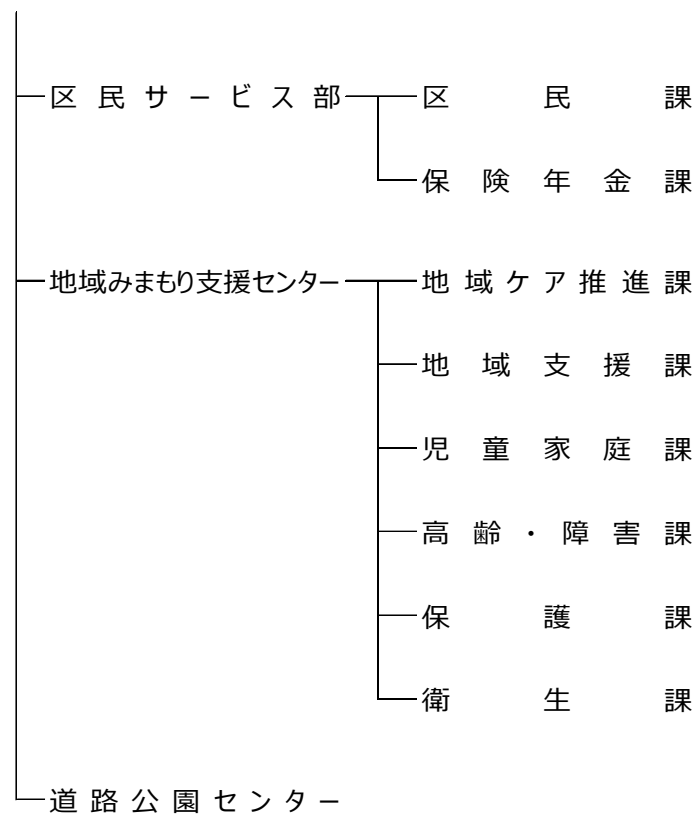 区民サービス部 区民課
保険年金課
地域みまもり支援センター 地域ケア推進課
地域支援課
児童家庭課
高齢・障害課
保護課
衛生課
道路公園センター